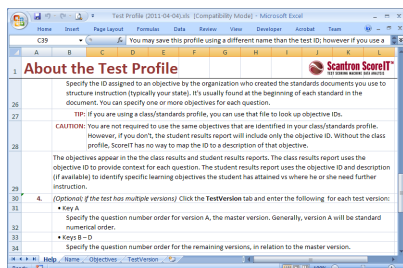 Test Profile (2011-04-04).xls [Compatibility Mode] - Microsoft Excel
Home Insert Page Layout Formulas Data Review View Developer Acrobat Team
C39 fx You may save this profile using a different name than the test ID; however if you use a
A B C D E F G H I J K L
1 About the Test Profile Scantron ScoreIT™
TEST SCORING MACHINE DATA ANALYSIS
Specify the ID assigned to an objective by the organization who created the standards documents you use to
structure instruction (typically your state). It's usually found at the beginning of each standard in the
26 document. You can specify one or more objectives for each question.
27 TIP: If you are using a class/standards profile, you can use that file to look up objective IDs.
CAUTION: You are not required to use the same objectives that are identified in your class/standards profile.
However, if you don't, the student results report will include only the objective ID. Without the class
28 profile, ScoreIT has no way to map the ID to a description of that objective.
The objectives appear in the the class results and student results reports. The class results report uses the
objective ID to provide context for each question. The student results report uses the objective ID and description
(if available) to identify specific learning objectives the student has attained vs where he or she need further
29 instruction.
30 4. (Optional; if the test has multiple versions) Click the TestVersion tab and enter the following for each test version:
31 • Key A
Specify the question number order for version A, the master version. Generally, version A will be standard
32 numerical order.
33 • Keys B – D
34 Specify the question number order for the remaining versions, in relation to the master version.
Help Name Objectives TestVersion
Ready 100%